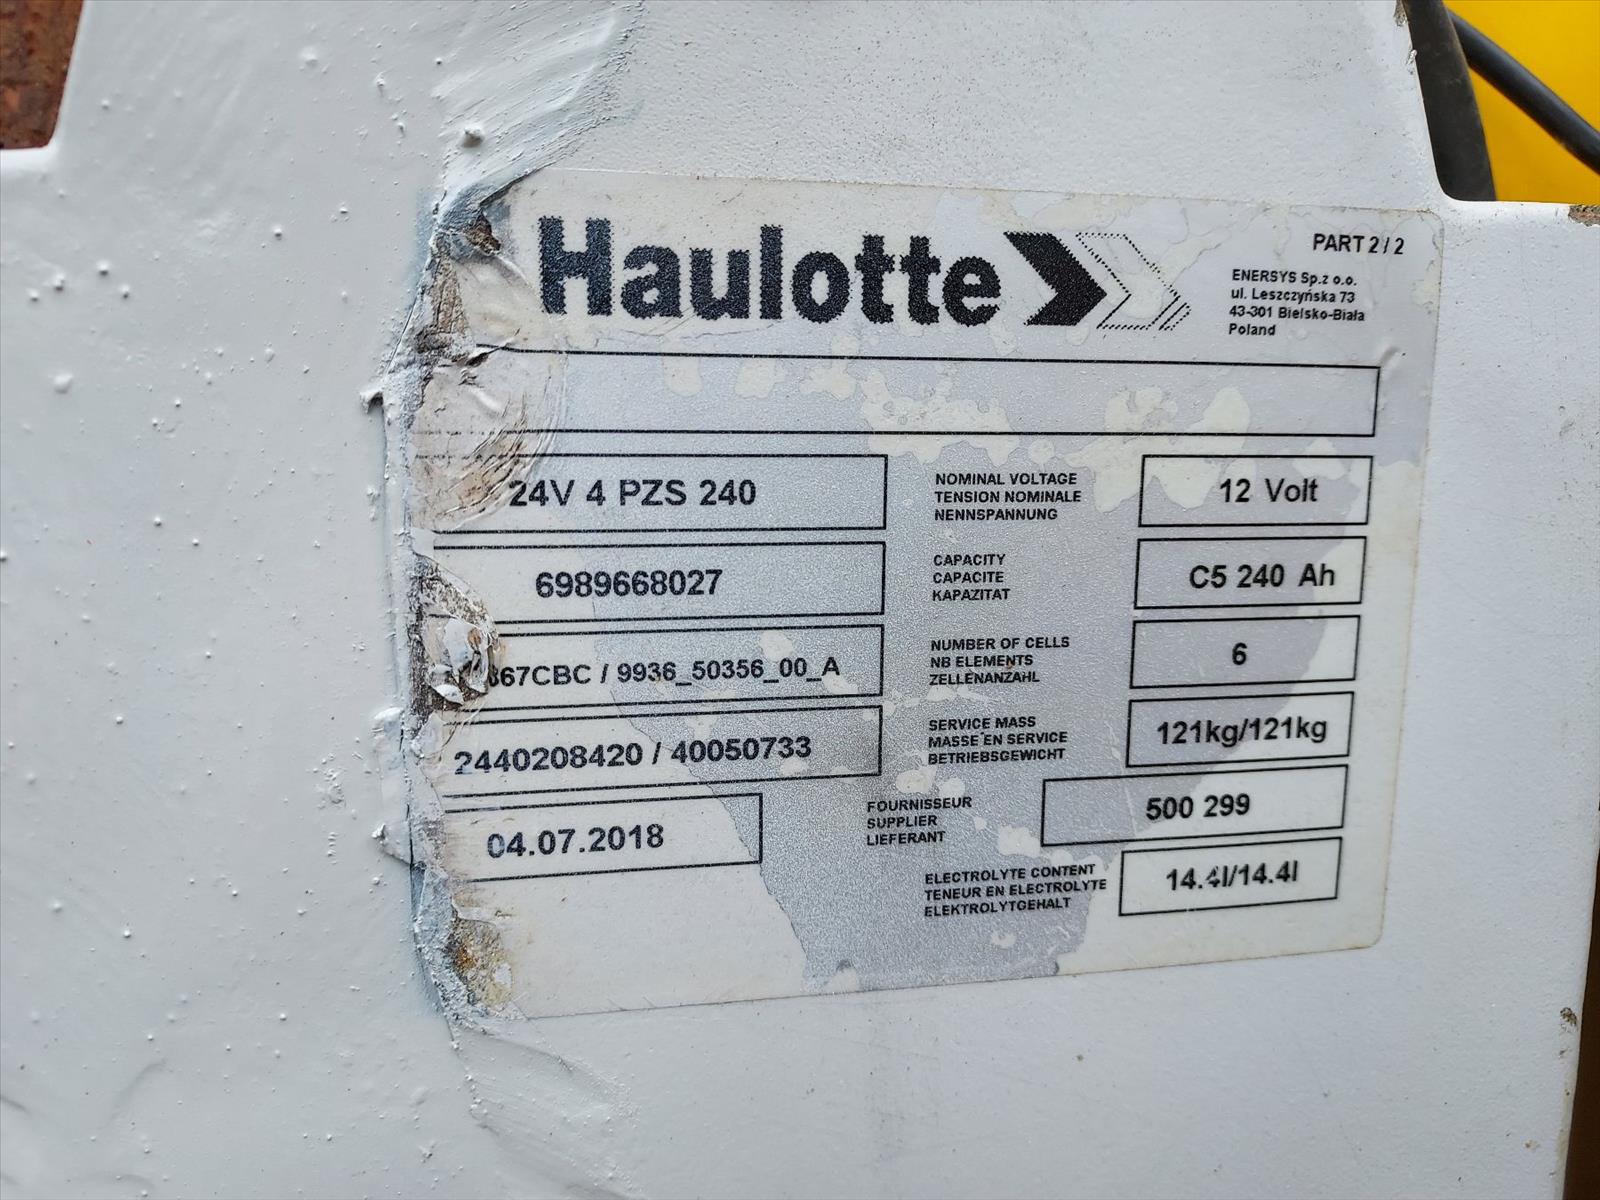 Haulotte
PART 2 / 2
ENERSYS Sp.z o.o.
ul. Leszczyńska 73
43-301 Bielsko-Biała
Poland
24V 4 PZS 240
NOMINAL VOLTAGE
TENSION NOMINALE
NENNSPANNUNG
12 Volt
6989668027
CAPACITY
CAPACITE
KAPAZITAT
C5 240 Ah
/ 9936_50356_00_A
NUMBER OF CELLS
NB ELEMENTS
ZELLENANZAHL
6
2440208420 / 40050733
SERVICE MASS
MASSE EN SERVICE
BETRIEBSGEWICHT
121kg/121kg
04.07.2018
FOURNISSEUR
SUPPLIER
LIEFERANT
500 299
ELECTROLYTE CONTENT
TENEUR EN ELECTROLYTE
ELEKTROLYTGEHALT
14.4l/14.4l